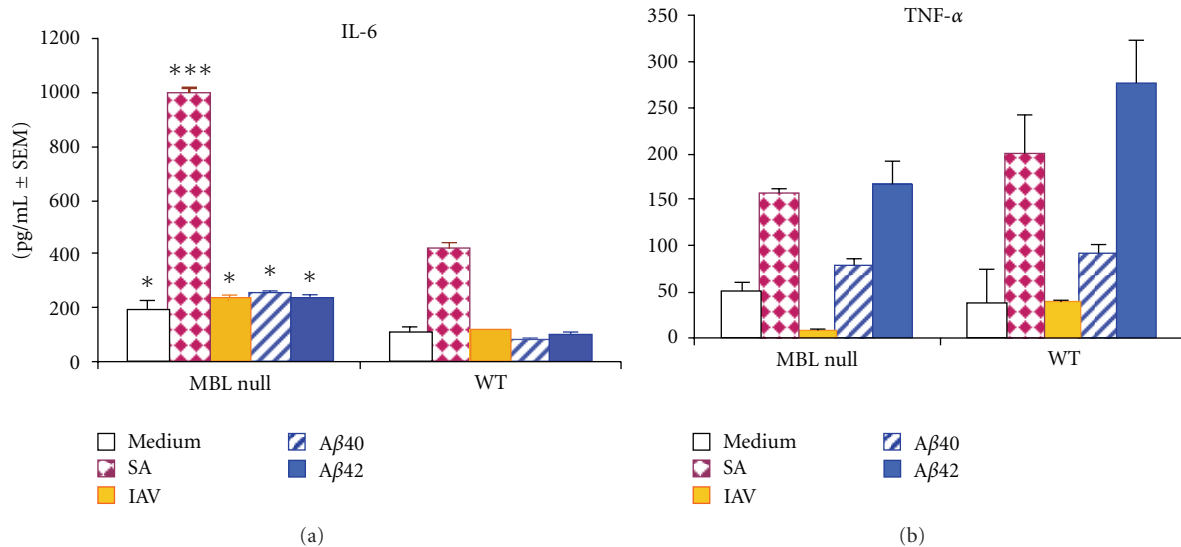 IL-6
1200
1000
800
600
400
200
0
(pg/mL ± SEM)
∗
∗∗∗
∗
∗
∗
MBL null
WT
Medium
SA
IAV
Aβ40
Aβ42
(a)
TNF-α
350
300
250
200
150
100
50
0
MBL null
WT
Medium
SA
IAV
Aβ40
Aβ42
(b)